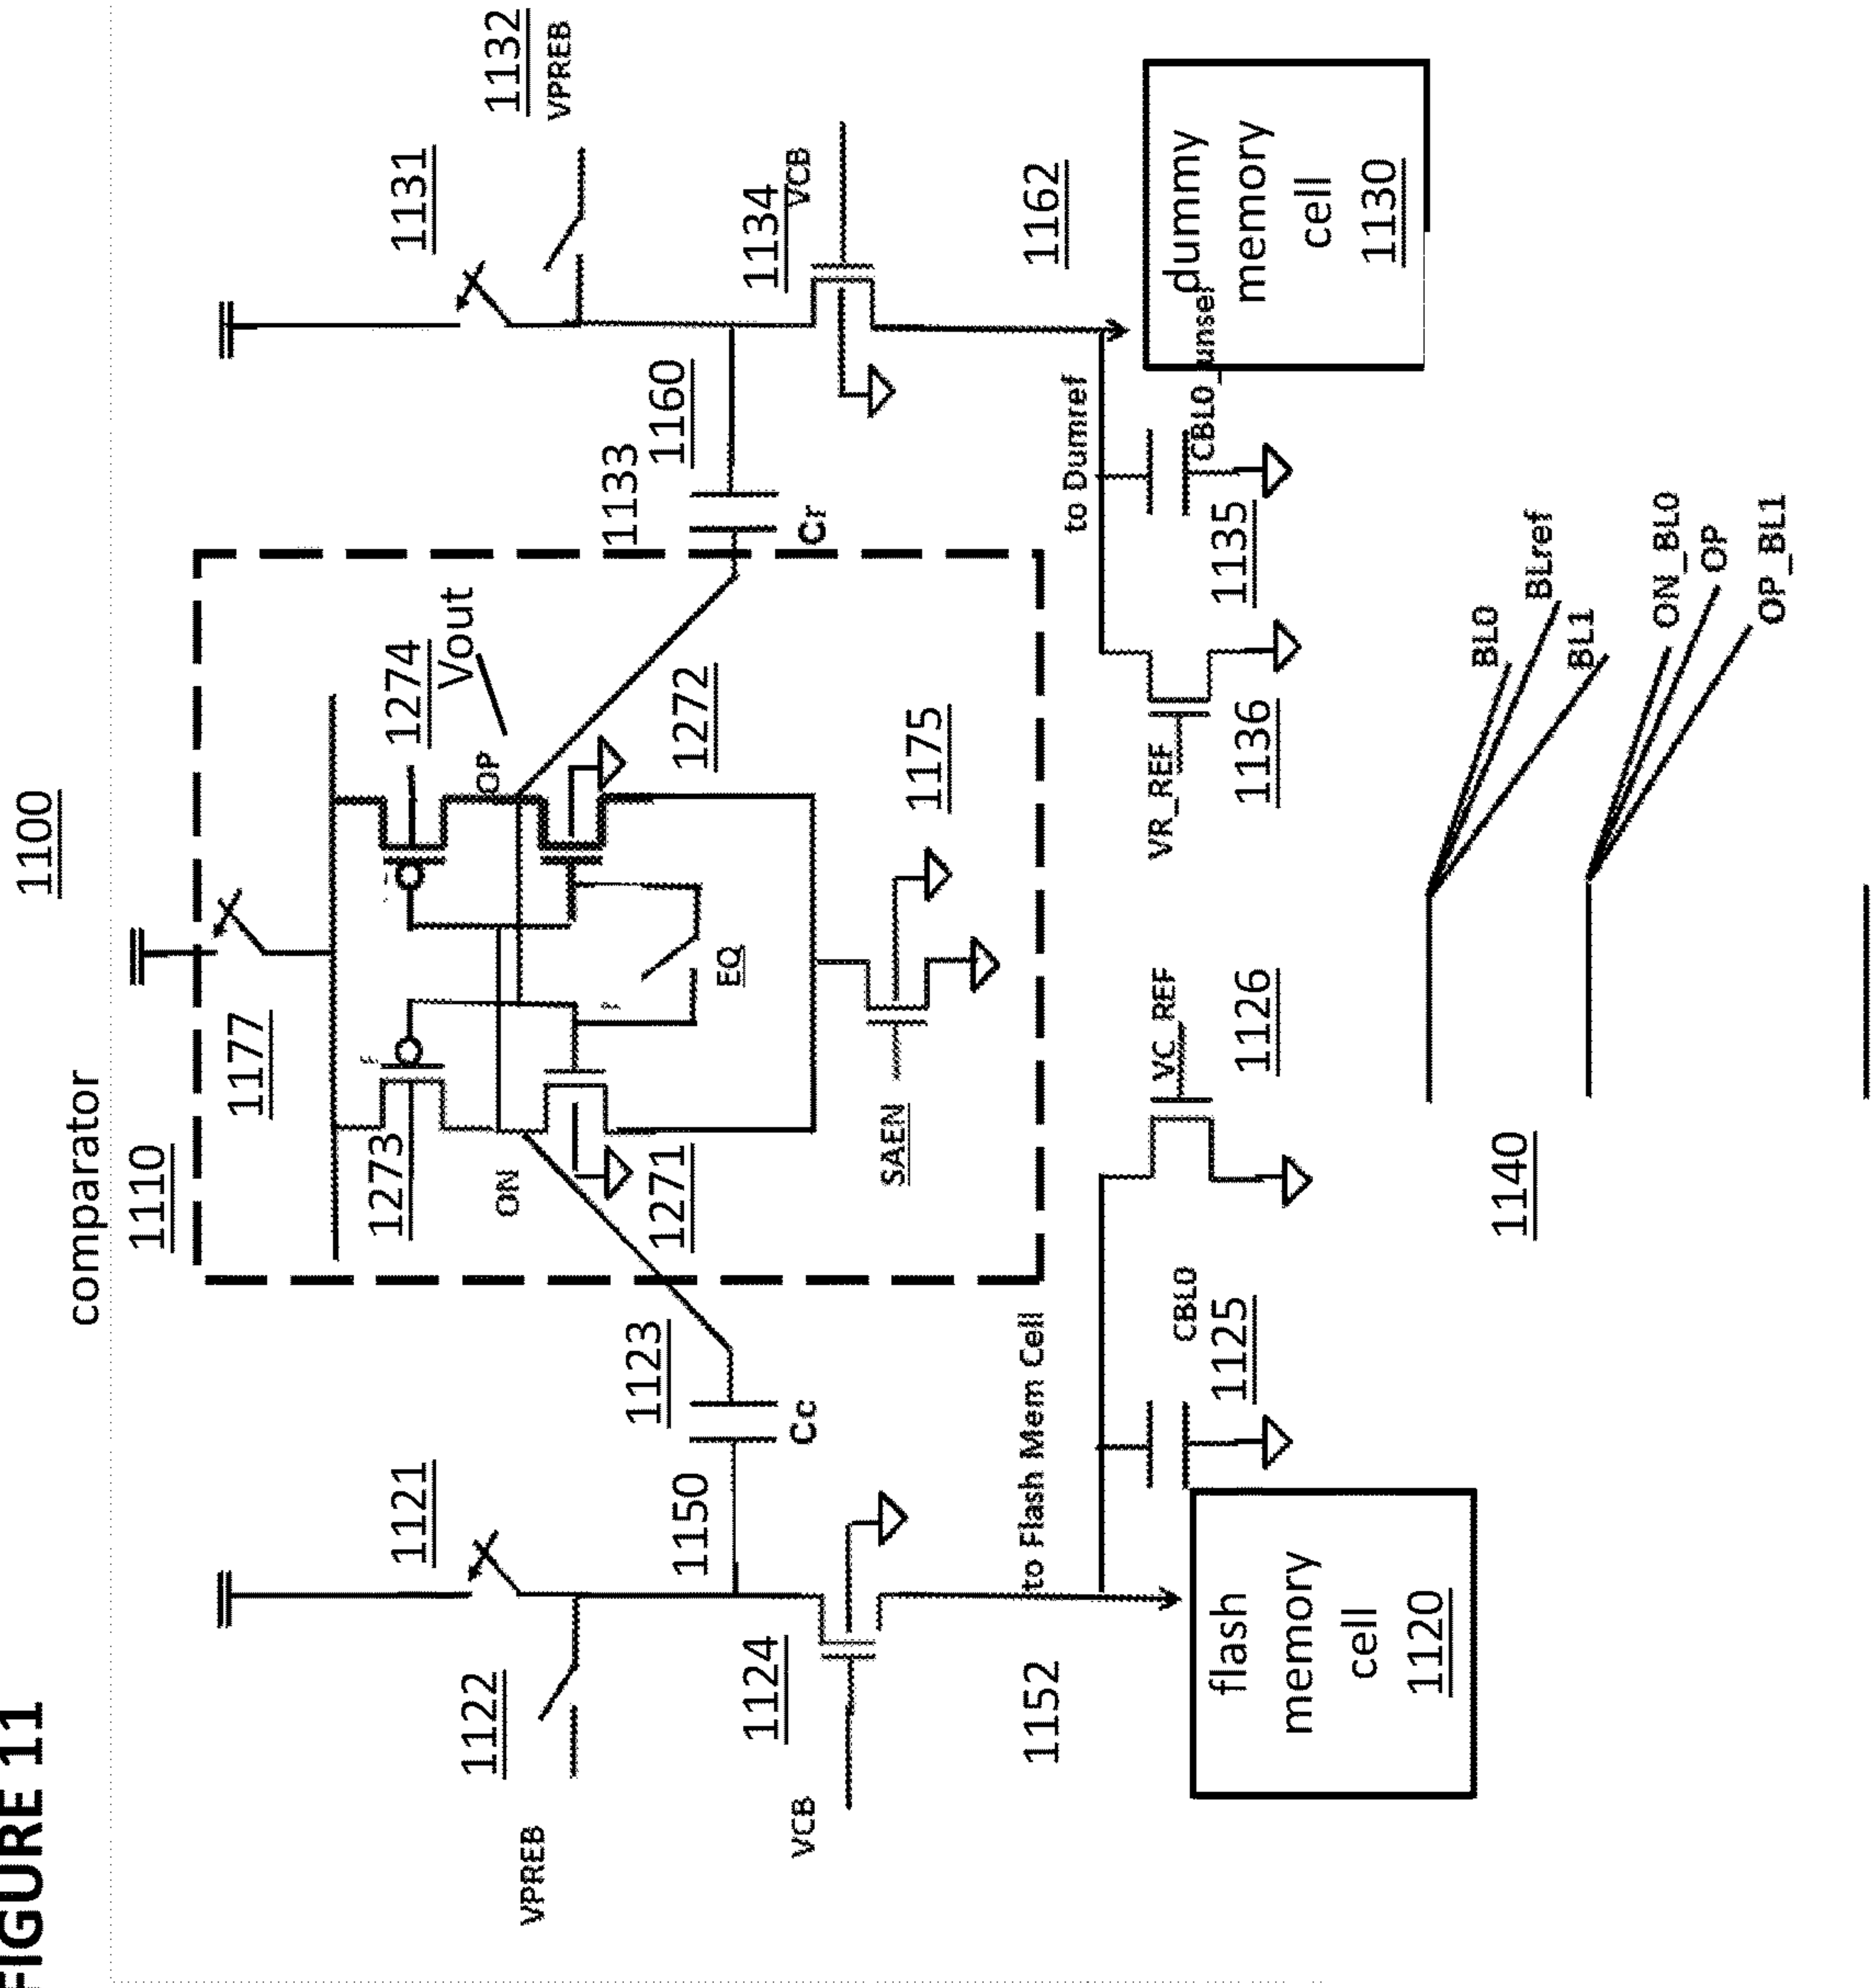 FIGURE 11
1100
comparator
1110
1177
1121
1122
VPREB
1131
1132
VPREB
1273
1274
Vout
OP
ON
1271
1272
EQ
1123
Cc
1150
1133
1160
Cr
1124
VCB
1134
VCB
SAEN
1175
1152
to Flash Mem Cell
to Dumref
1162
flash
memory
cell
1120
CBL0
1125
VC_REF
1126
VR_REF
1136
1135
CBL0_unsel
dummy
memory
cell
1130
1140
BL0
BLref
BL1
ON_BL0
OP
OP_BL1